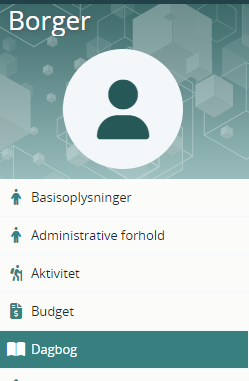 Borger
Basisoplysninger
Administrative forhold
Aktivitet
Budget
Dagbog